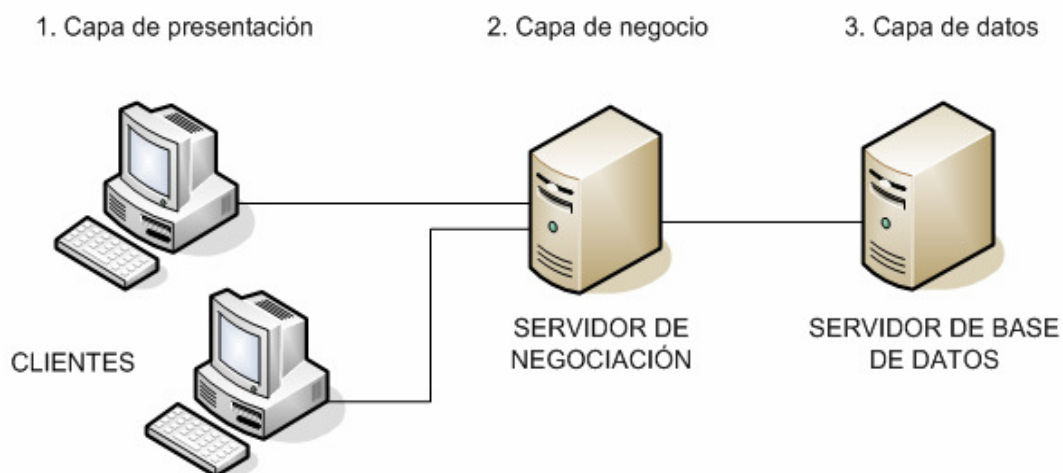 1. Capa de presentación
2. Capa de negocio
3. Capa de datos
SERVIDOR DE
NEGOCIACIÓN
SERVIDOR DE BASE
DE DATOS
CLIENTES